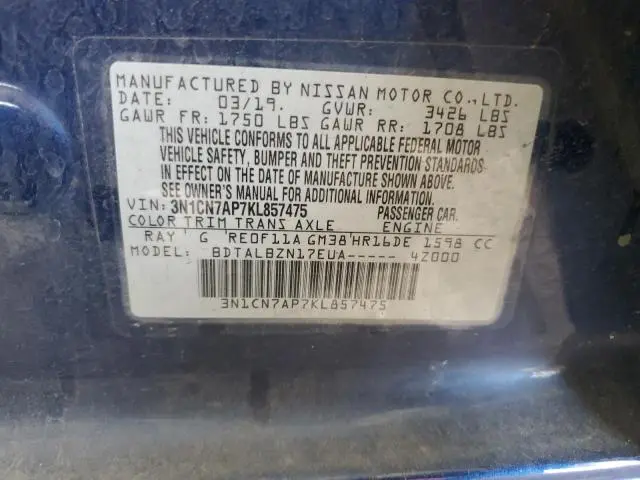 MANUFACTURED BY NISSAN MOTOR CO., LTD.
DATE: 03/19. GVWR: 3426 LBS
GAWR FR: 1750 LBS GAWR RR: 1708 LBS
THIS VEHICLE CONFORMS TO ALL APPLICABLE FEDERAL MOTOR
VEHICLE SAFETY, BUMPER AND THEFT PREVENTION STANDARDS
IN EFFECT ON THE DATE OF MANUFACTURE SHOWN ABOVE.
SEE OWNER'S MANUAL FOR ADDITIONAL INFORMATION.
VIN: 3N1CN7AP7KL857475 PASSENGER CAR.
COLOR TRIM TRANS AXLE ENGINE
RAY G 'RE0F11A GM38'HR16DE 1598 CC
MODEL: BDTALBZN17EUA----- 4Z000
3N1CN7AP7KL857475